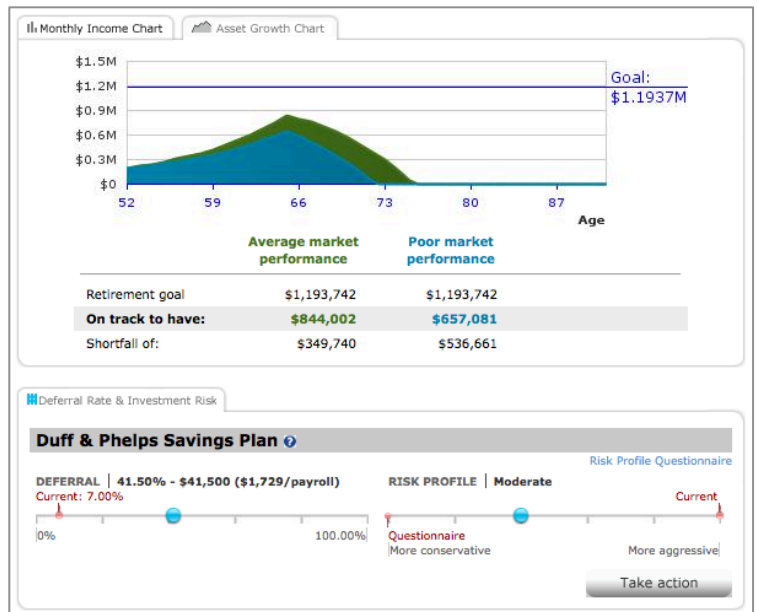 Monthly Income Chart
Asset Growth Chart
$1.5M
$1.2M
$0.9M
$0.6M
$0.3M
$0
Goal:
$1.1937M
52 59 66 73 80 87
Age
Average market performance
Poor market performance
Retirement goal $1,193,742 $1,193,742
On track to have: $844,002 $657,081
Shortfall of: $349,740 $536,661
Deferral Rate & Investment Risk
Duff & Phelps Savings Plan ?
Risk Profile Questionnaire
DEFERRAL | 41.50% - $41,500 ($1,729/payroll)
Current: 7.00%
0% 100.00%
RISK PROFILE | Moderate
Current
Questionnaire
More conservative More aggressive
Take action